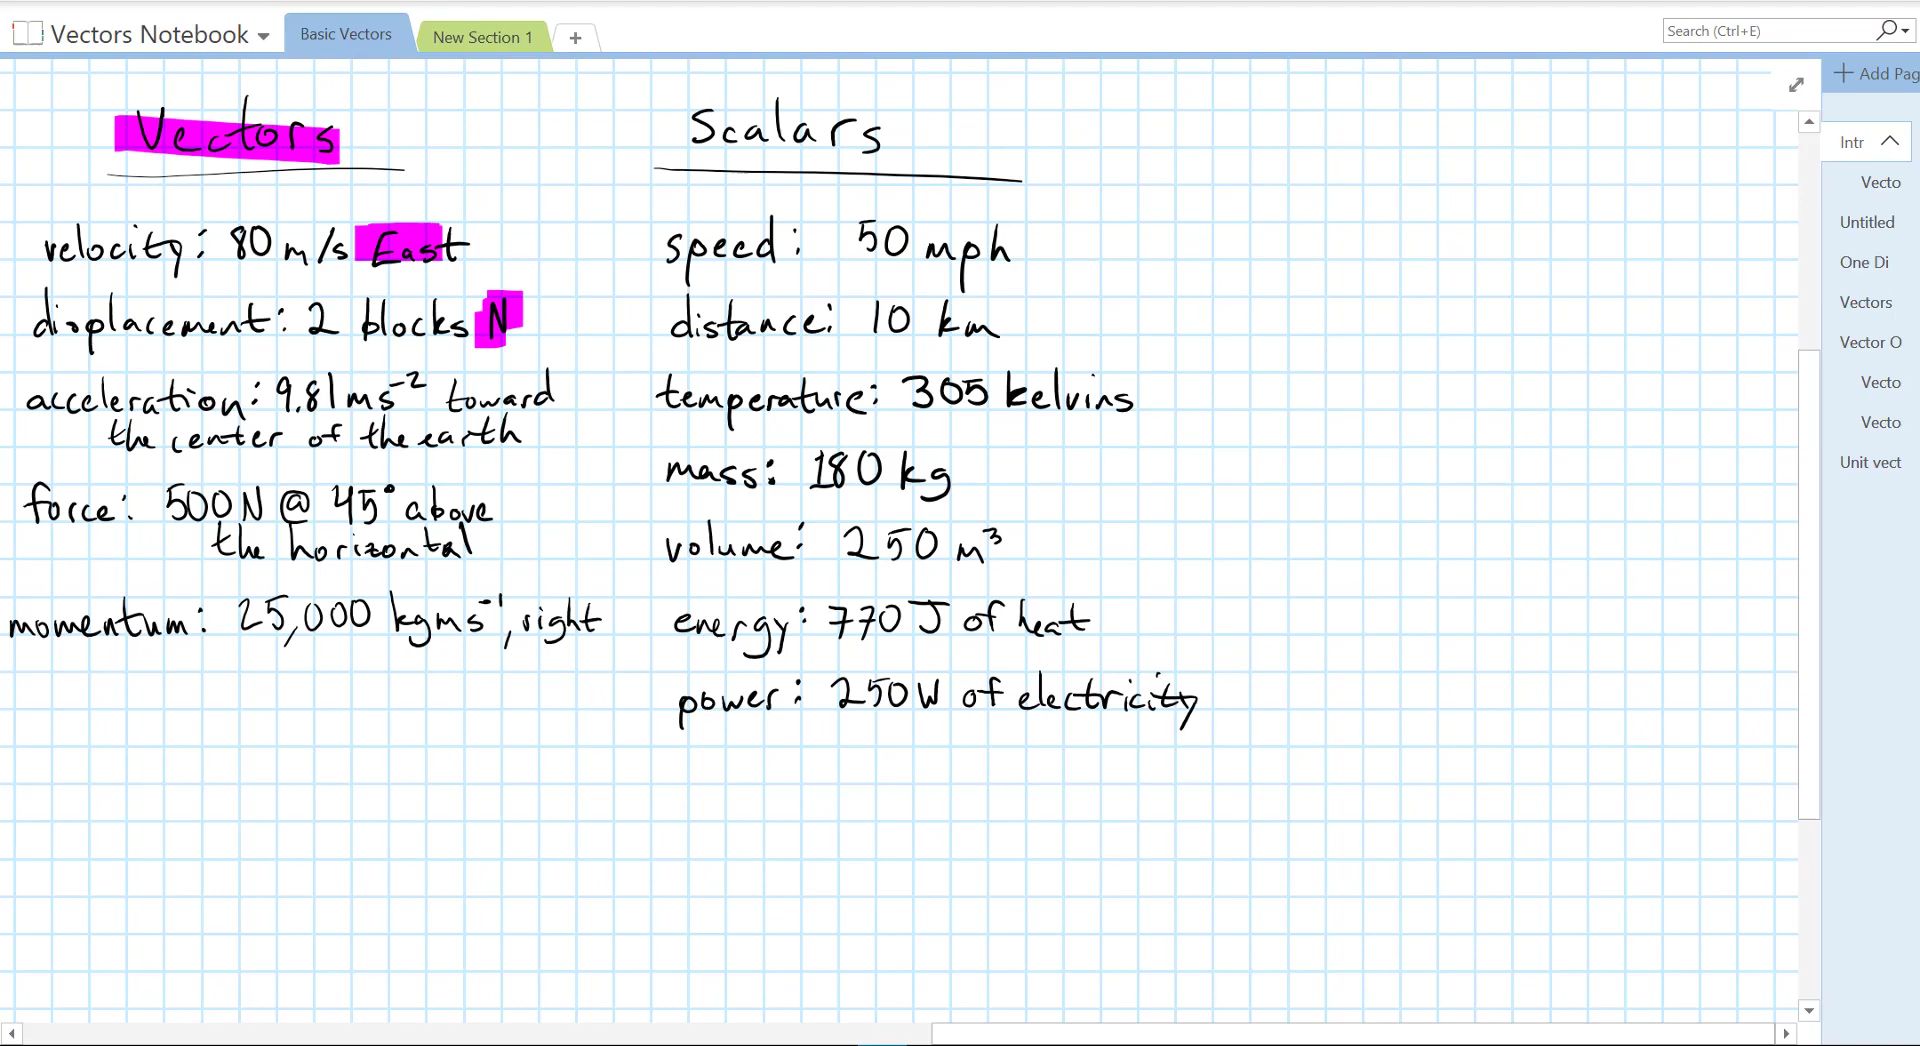 Vectors Notebook
Basic Vectors
New Section 1
Search (Ctrl+E)
Add Pag
Vectors
velocity: 80 m/s East
displacement: 2 blocks N
acceleration: 9.81 ms⁻² toward
the center of the earth
force: 500 N @ 45° above
the horizontal
momentum: 25,000 kgms⁻¹, right
Scalars
speed: 50 mph
distance: 10 km
temperature: 305 kelvins
mass: 180 kg
volume: 250 m³
energy: 770 J of heat
power: 250 W of electricity
Intr
Vecto
Untitled
One Di
Vectors
Vector O
Vecto
Vecto
Unit vect